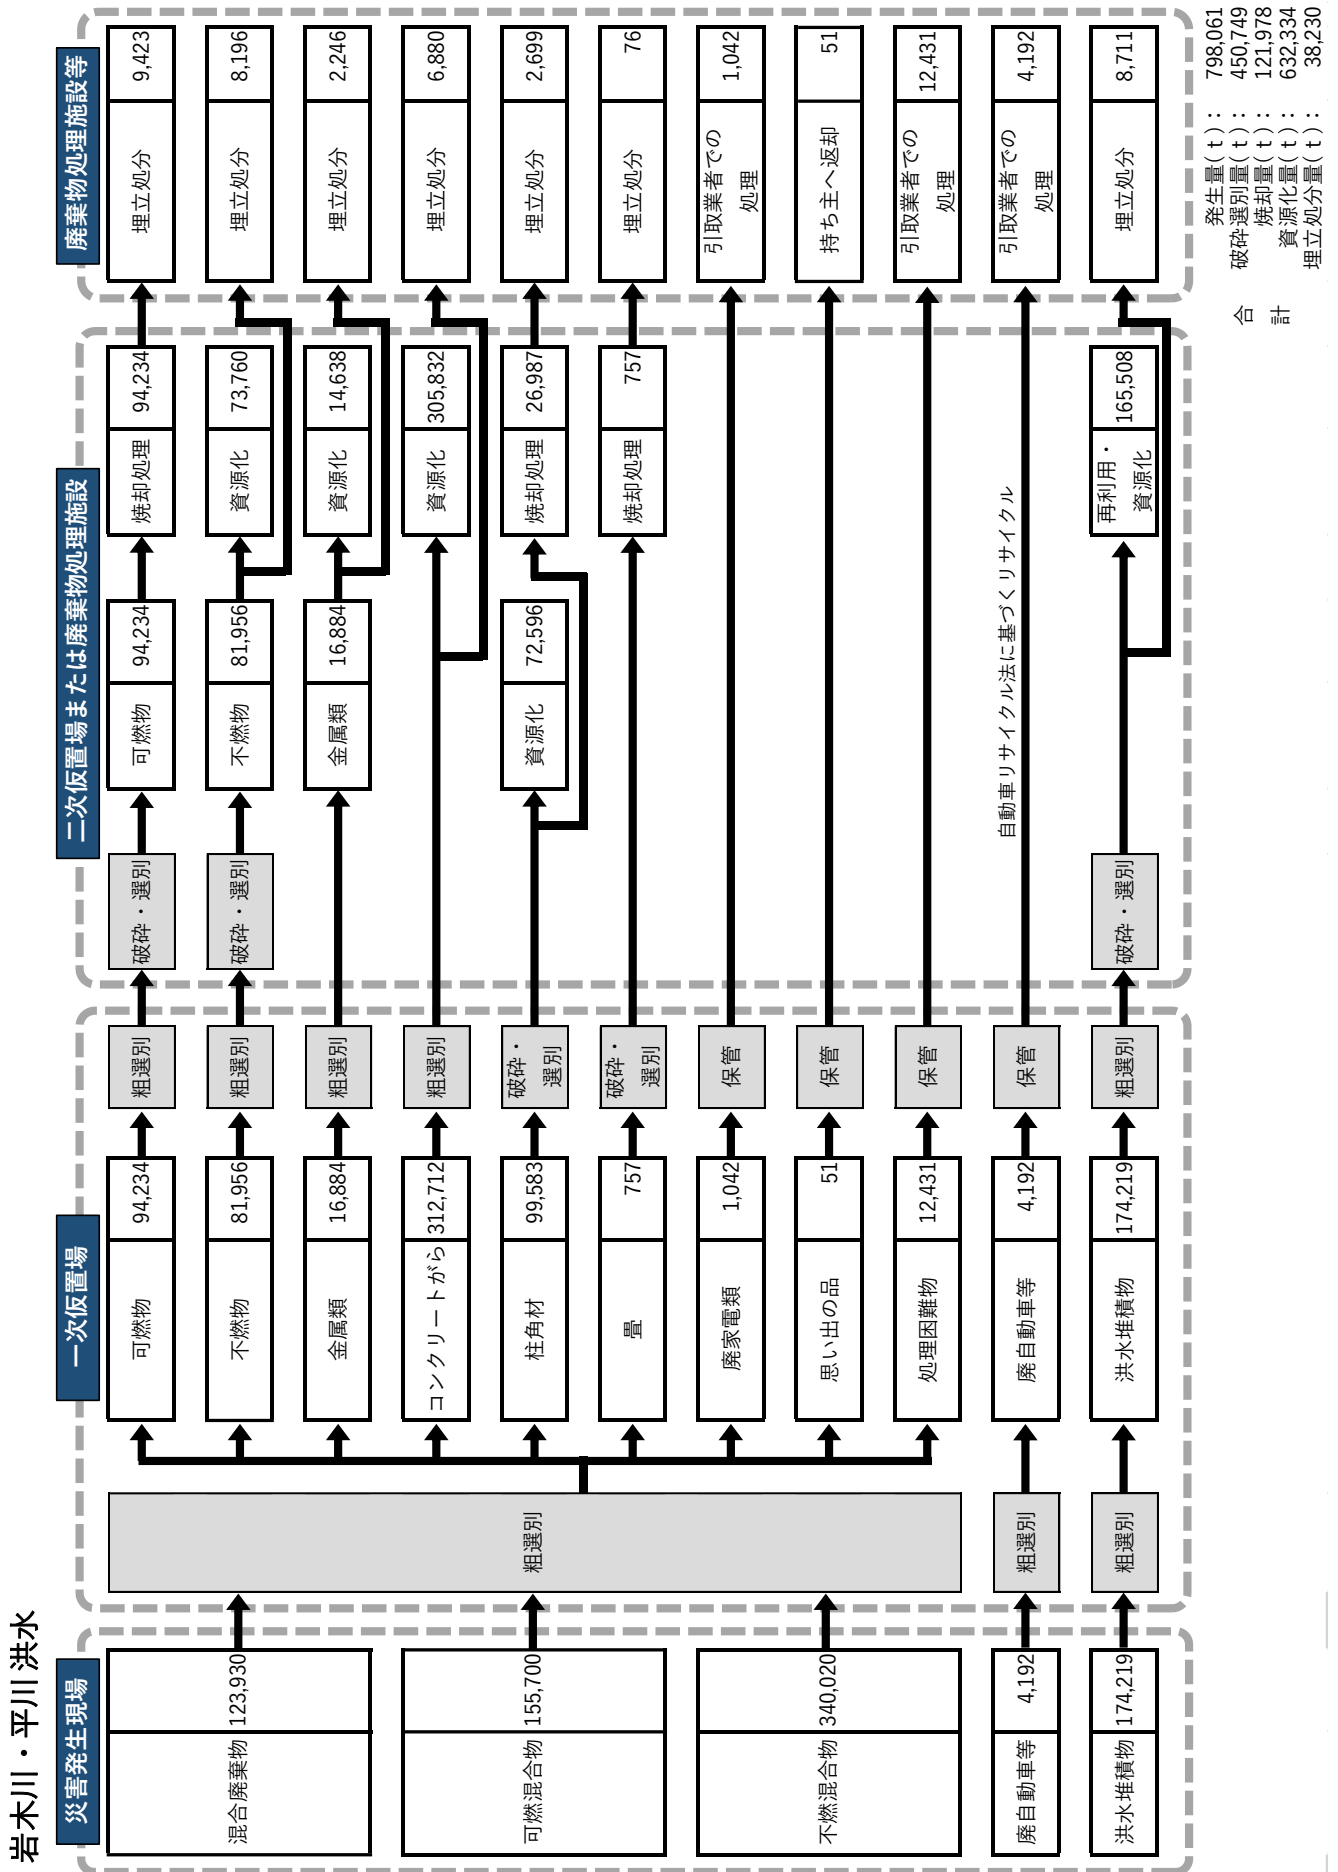 岩木川・平川 洪水
災害発生現場
混合廃棄物 123,930
可燃混合物 155,700
不燃混合物 340,020
廃自動車等 4,192
洪水堆積物 174,219
一次仮置場
粗選別
粗選別
粗選別
可燃物 94,234
不燃物 81,956
金属類 16,884
コンクリートがら 312,712
柱角材 99,583
畳 757
廃家電類 1,042
思い出の品 51
処理困難物 12,431
廃自動車等 4,192
洪水堆積物 174,219
粗選別
粗選別
粗選別
粗選別
破砕・
選別
破砕・
選別
保管
保管
保管
保管
粗選別
二次仮置場または廃棄物処理施設
破砕・選別
破砕・選別
破砕・選別
可燃物 94,234
不燃物 81,956
金属類 16,884
資源化 72,596
自動車リサイクル法に基づくリサイクル
焼却処理 94,234
資源化 73,760
資源化 14,638
資源化 305,832
焼却処理 26,987
焼却処理 757
再利用・
資源化 165,508
廃棄物処理施設等
埋立処分 9,423
埋立処分 8,196
埋立処分 2,246
埋立処分 6,880
埋立処分 2,699
埋立処分 76
引取業者での
処理 1,042
持ち主へ返却 51
引取業者での
処理 12,431
引取業者での
処理 4,192
埋立処分 8,711
合
計
発生量(ｔ)： 798,061
破砕選別量(ｔ)： 450,749
焼却量(ｔ)： 121,978
資源化量(ｔ)： 632,334
埋立処分量(ｔ)： 38,230